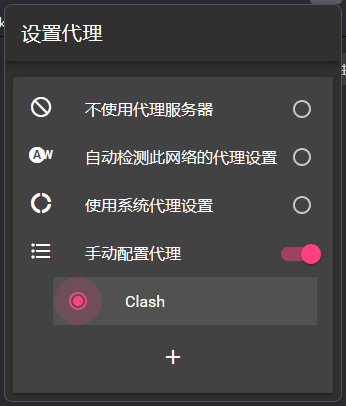 设置代理
不使用代理服务器
自动检测此网络的代理设置
使用系统代理设置
手动配置代理
Clash